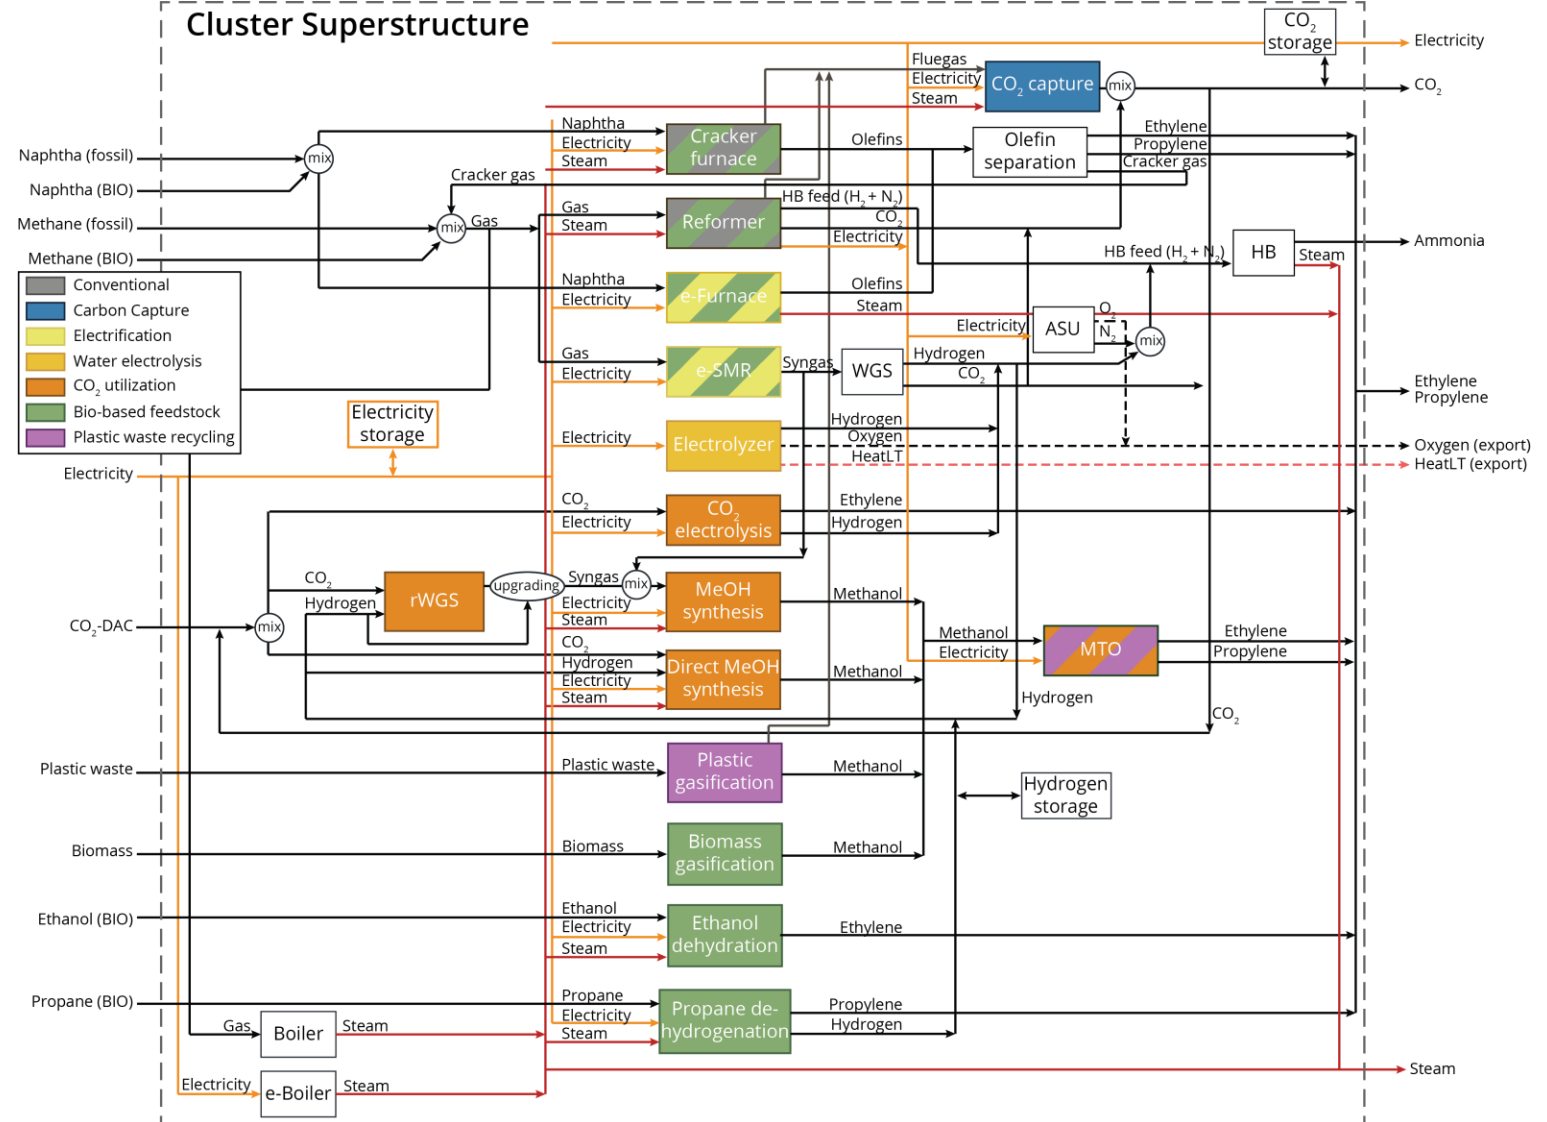 Cluster Superstructure
CO₂
storage
Electricity
Fluegas
Electricity
Steam
CO₂ capture
mix
CO₂
Naphtha (fossil)
Naphtha (BIO)
mix
Naphtha
Electricity
Steam
Cracker
furnace
Olefins
Olefin
separation
Ethylene
Propylene
Cracker gas
Cracker gas
Methane (fossil)
Methane (BIO)
mix
Gas
Gas
Steam
Reformer
HB feed (H₂ + N₂)
CO₂
Electricity
HB feed (H₂ + N₂)
HB
Ammonia
Steam
Conventional
Carbon Capture
Electrification
Water electrolysis
CO₂ utilization
Bio-based feedstock
Plastic waste recycling
Naphtha
Electricity
e-Furnace
Olefins
Steam
Electricity
ASU
O₂
N₂
mix
Gas
Electricity
e-SMR
Syngas
WGS
Hydrogen
CO₂
Ethylene
Propylene
Electricity
storage
Electricity
Electrolyzer
Hydrogen
Oxygen
HeatLT
Oxygen (export)
HeatLT (export)
Electricity
CO₂
Electricity
CO₂
electrolysis
Ethylene
Hydrogen
CO₂
Hydrogen
rWGS
upgrading
Syngas
mix
Electricity
Steam
MeOH
synthesis
Methanol
CO₂-DAC
mix
CO₂
Hydrogen
Electricity
Steam
Direct MeOH
synthesis
Methanol
Methanol
Electricity
MTO
Ethylene
Propylene
Hydrogen
CO₂
Plastic waste
Plastic waste
Plastic
gasification
Methanol
Hydrogen
storage
Biomass
Biomass
Biomass
gasification
Methanol
Ethanol (BIO)
Ethanol
Electricity
Steam
Ethanol
dehydration
Ethylene
Propane (BIO)
Propane
Electricity
Steam
Propane de-
hydrogenation
Propylene
Hydrogen
Gas
Boiler
Steam
Steam
Electricity
e-Boiler
Steam